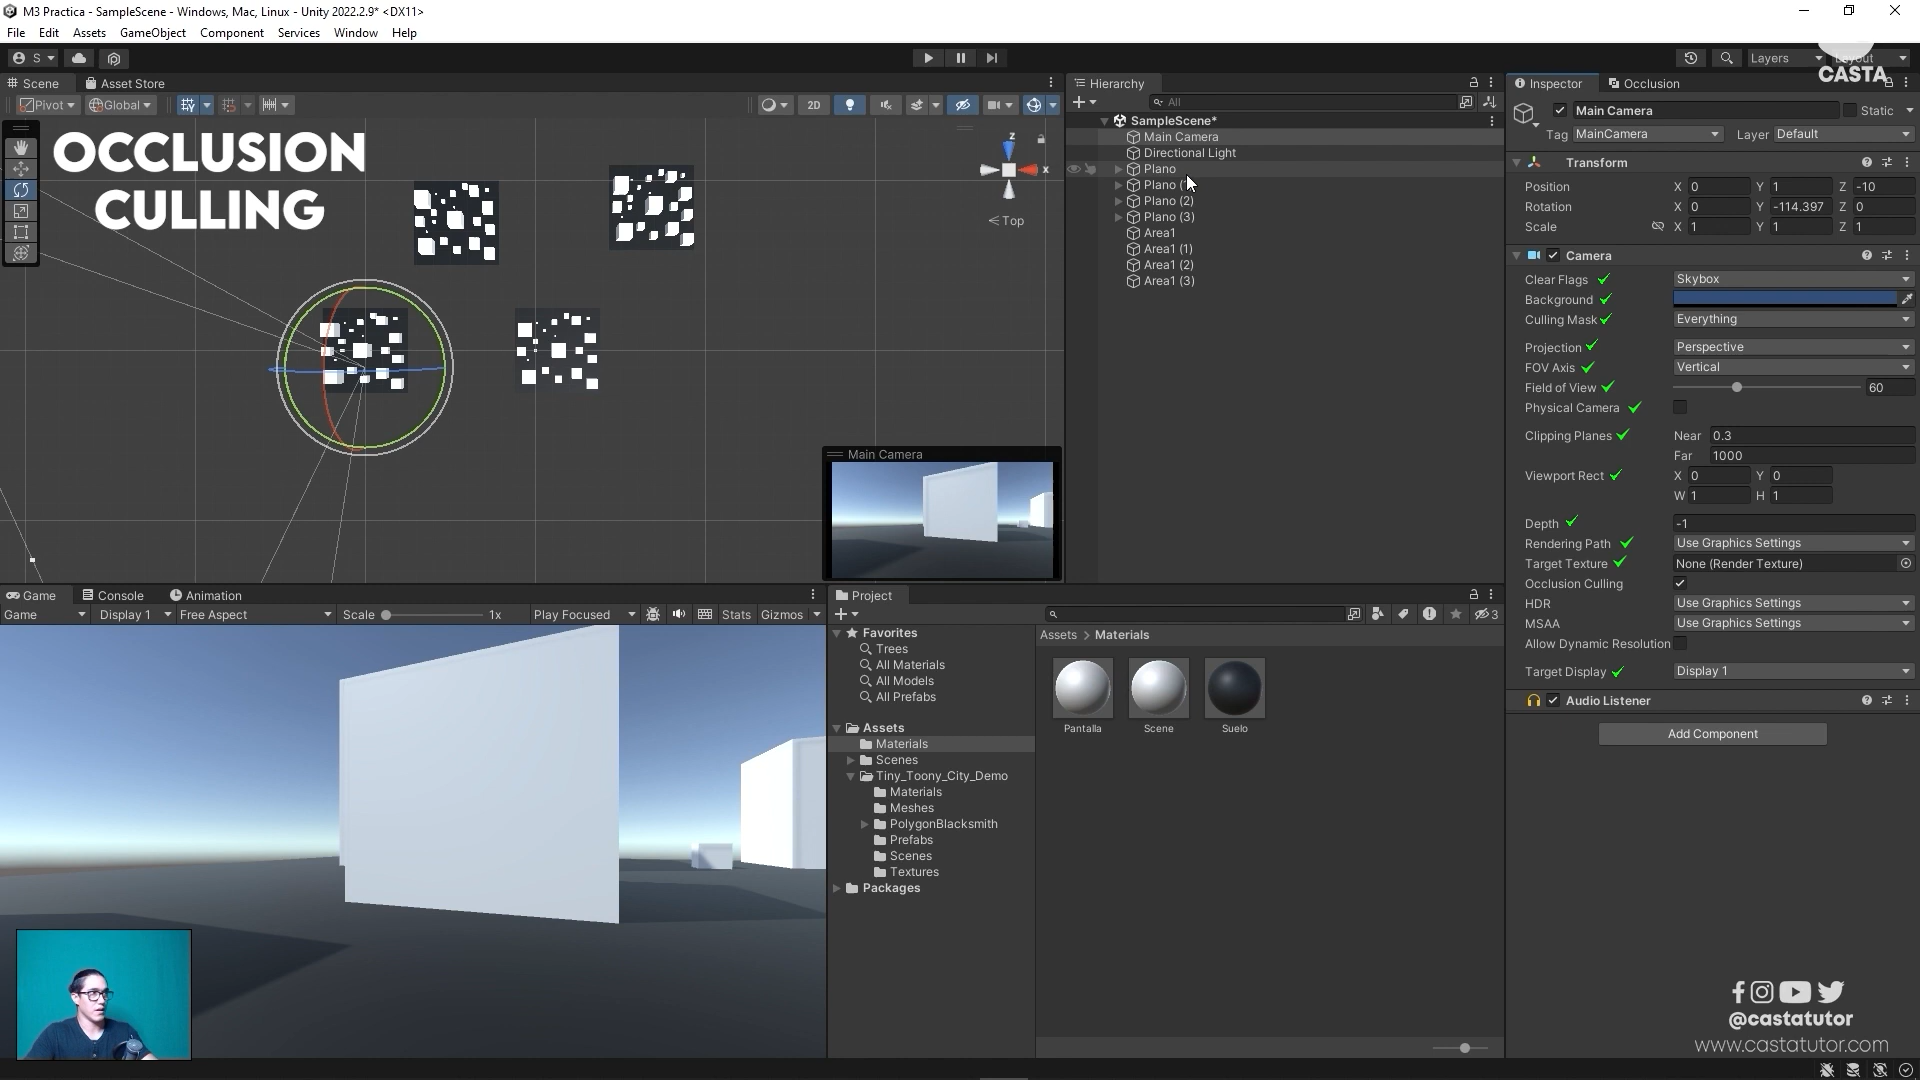 M3 Practica - SampleScene - Windows, Mac, Linux - Unity 2022.2.9* <DX11>
File Edit Assets GameObject Component Services Window Help
S Layers Layout
CASTA
Scene Asset Store
Pivot Global 2D
OCCLUSION
CULLING
z
x
Top
Main Camera
Hierarchy
All
SampleScene*
Main Camera
Directional Light
Plano
Plano (
Plano (2)
Plano (3)
Area1
Area1 (1)
Area1 (2)
Area1 (3)
Inspector Occlusion
Main Camera Static
Tag MainCamera Layer Default
Transform
Position X 0 Y 1 Z -10
Rotation X 0 Y -114.397 Z 0
Scale X 1 Y 1 Z 1
Camera
Clear Flags Skybox
Background
Culling Mask Everything
Projection Perspective
FOV Axis Vertical
Field of View 60
Physical Camera
Clipping Planes Near 0.3
Far 1000
Viewport Rect X 0 Y 0
W 1 H 1
Depth -1
Rendering Path Use Graphics Settings
Target Texture None (Render Texture)
Occlusion Culling
HDR Use Graphics Settings
MSAA Use Graphics Settings
Allow Dynamic Resolution
Target Display Display 1
Audio Listener
Add Component
Game Console Animation
Game Display 1 Free Aspect Scale 1x Play Focused Stats Gizmos
Project
3
Favorites
Trees
All Materials
All Models
All Prefabs
Assets
Materials
Scenes
Tiny_Toony_City_Demo
Materials
Meshes
PolygonBlacksmith
Prefabs
Scenes
Textures
Packages
Assets > Materials
Pantalla Scene Suelo
@castatutor
www.castatutor.com